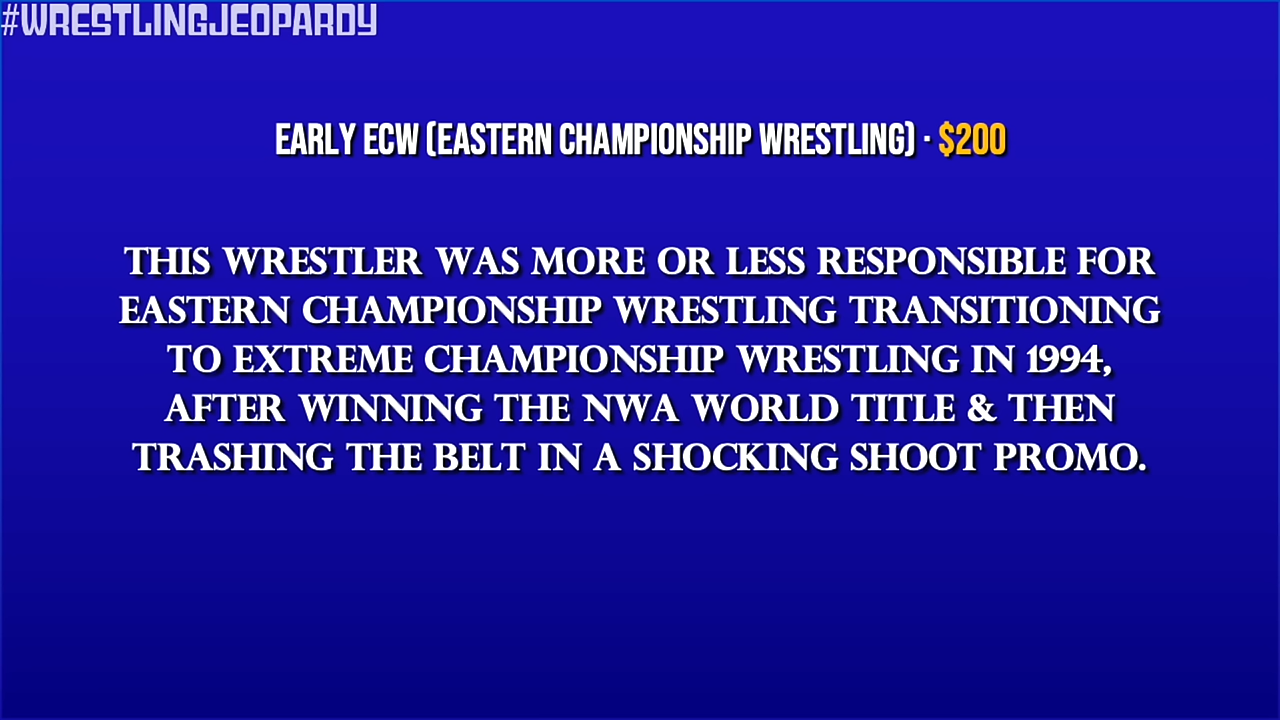 #WRESTLINGJEOPARDY
EARLY ECW (EASTERN CHAMPIONSHIP WRESTLING) · $200
THIS WRESTLER WAS MORE OR LESS RESPONSIBLE FOR
EASTERN CHAMPIONSHIP WRESTLING TRANSITIONING
TO EXTREME CHAMPIONSHIP WRESTLING IN 1994,
AFTER WINNING THE NWA WORLD TITLE & THEN
TRASHING THE BELT IN A SHOCKING SHOOT PROMO.